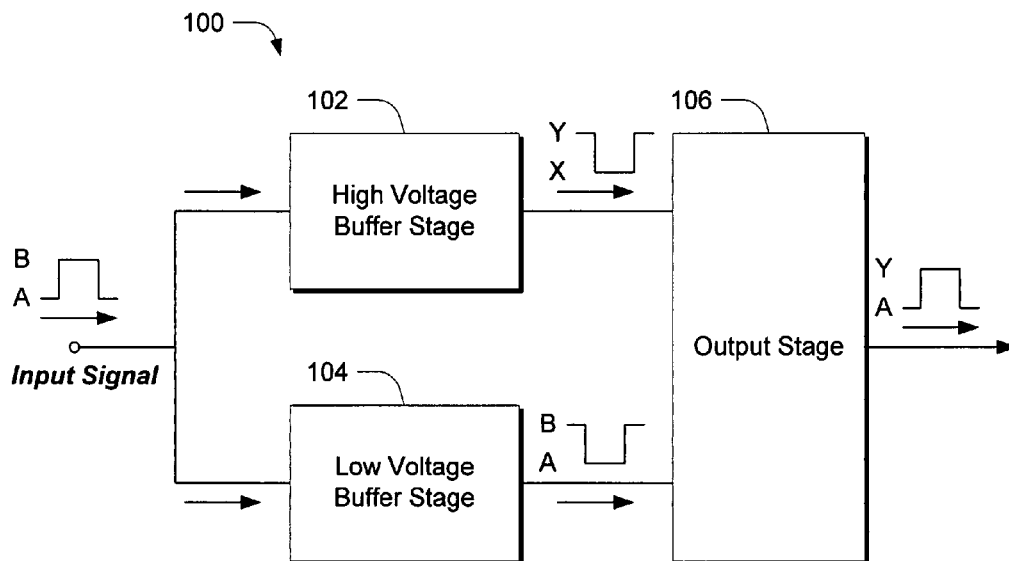 100
102
106
Y
X
High Voltage
Buffer Stage
B
A
Y
A
Input Signal
Output Stage
104
B
A
Low Voltage
Buffer Stage